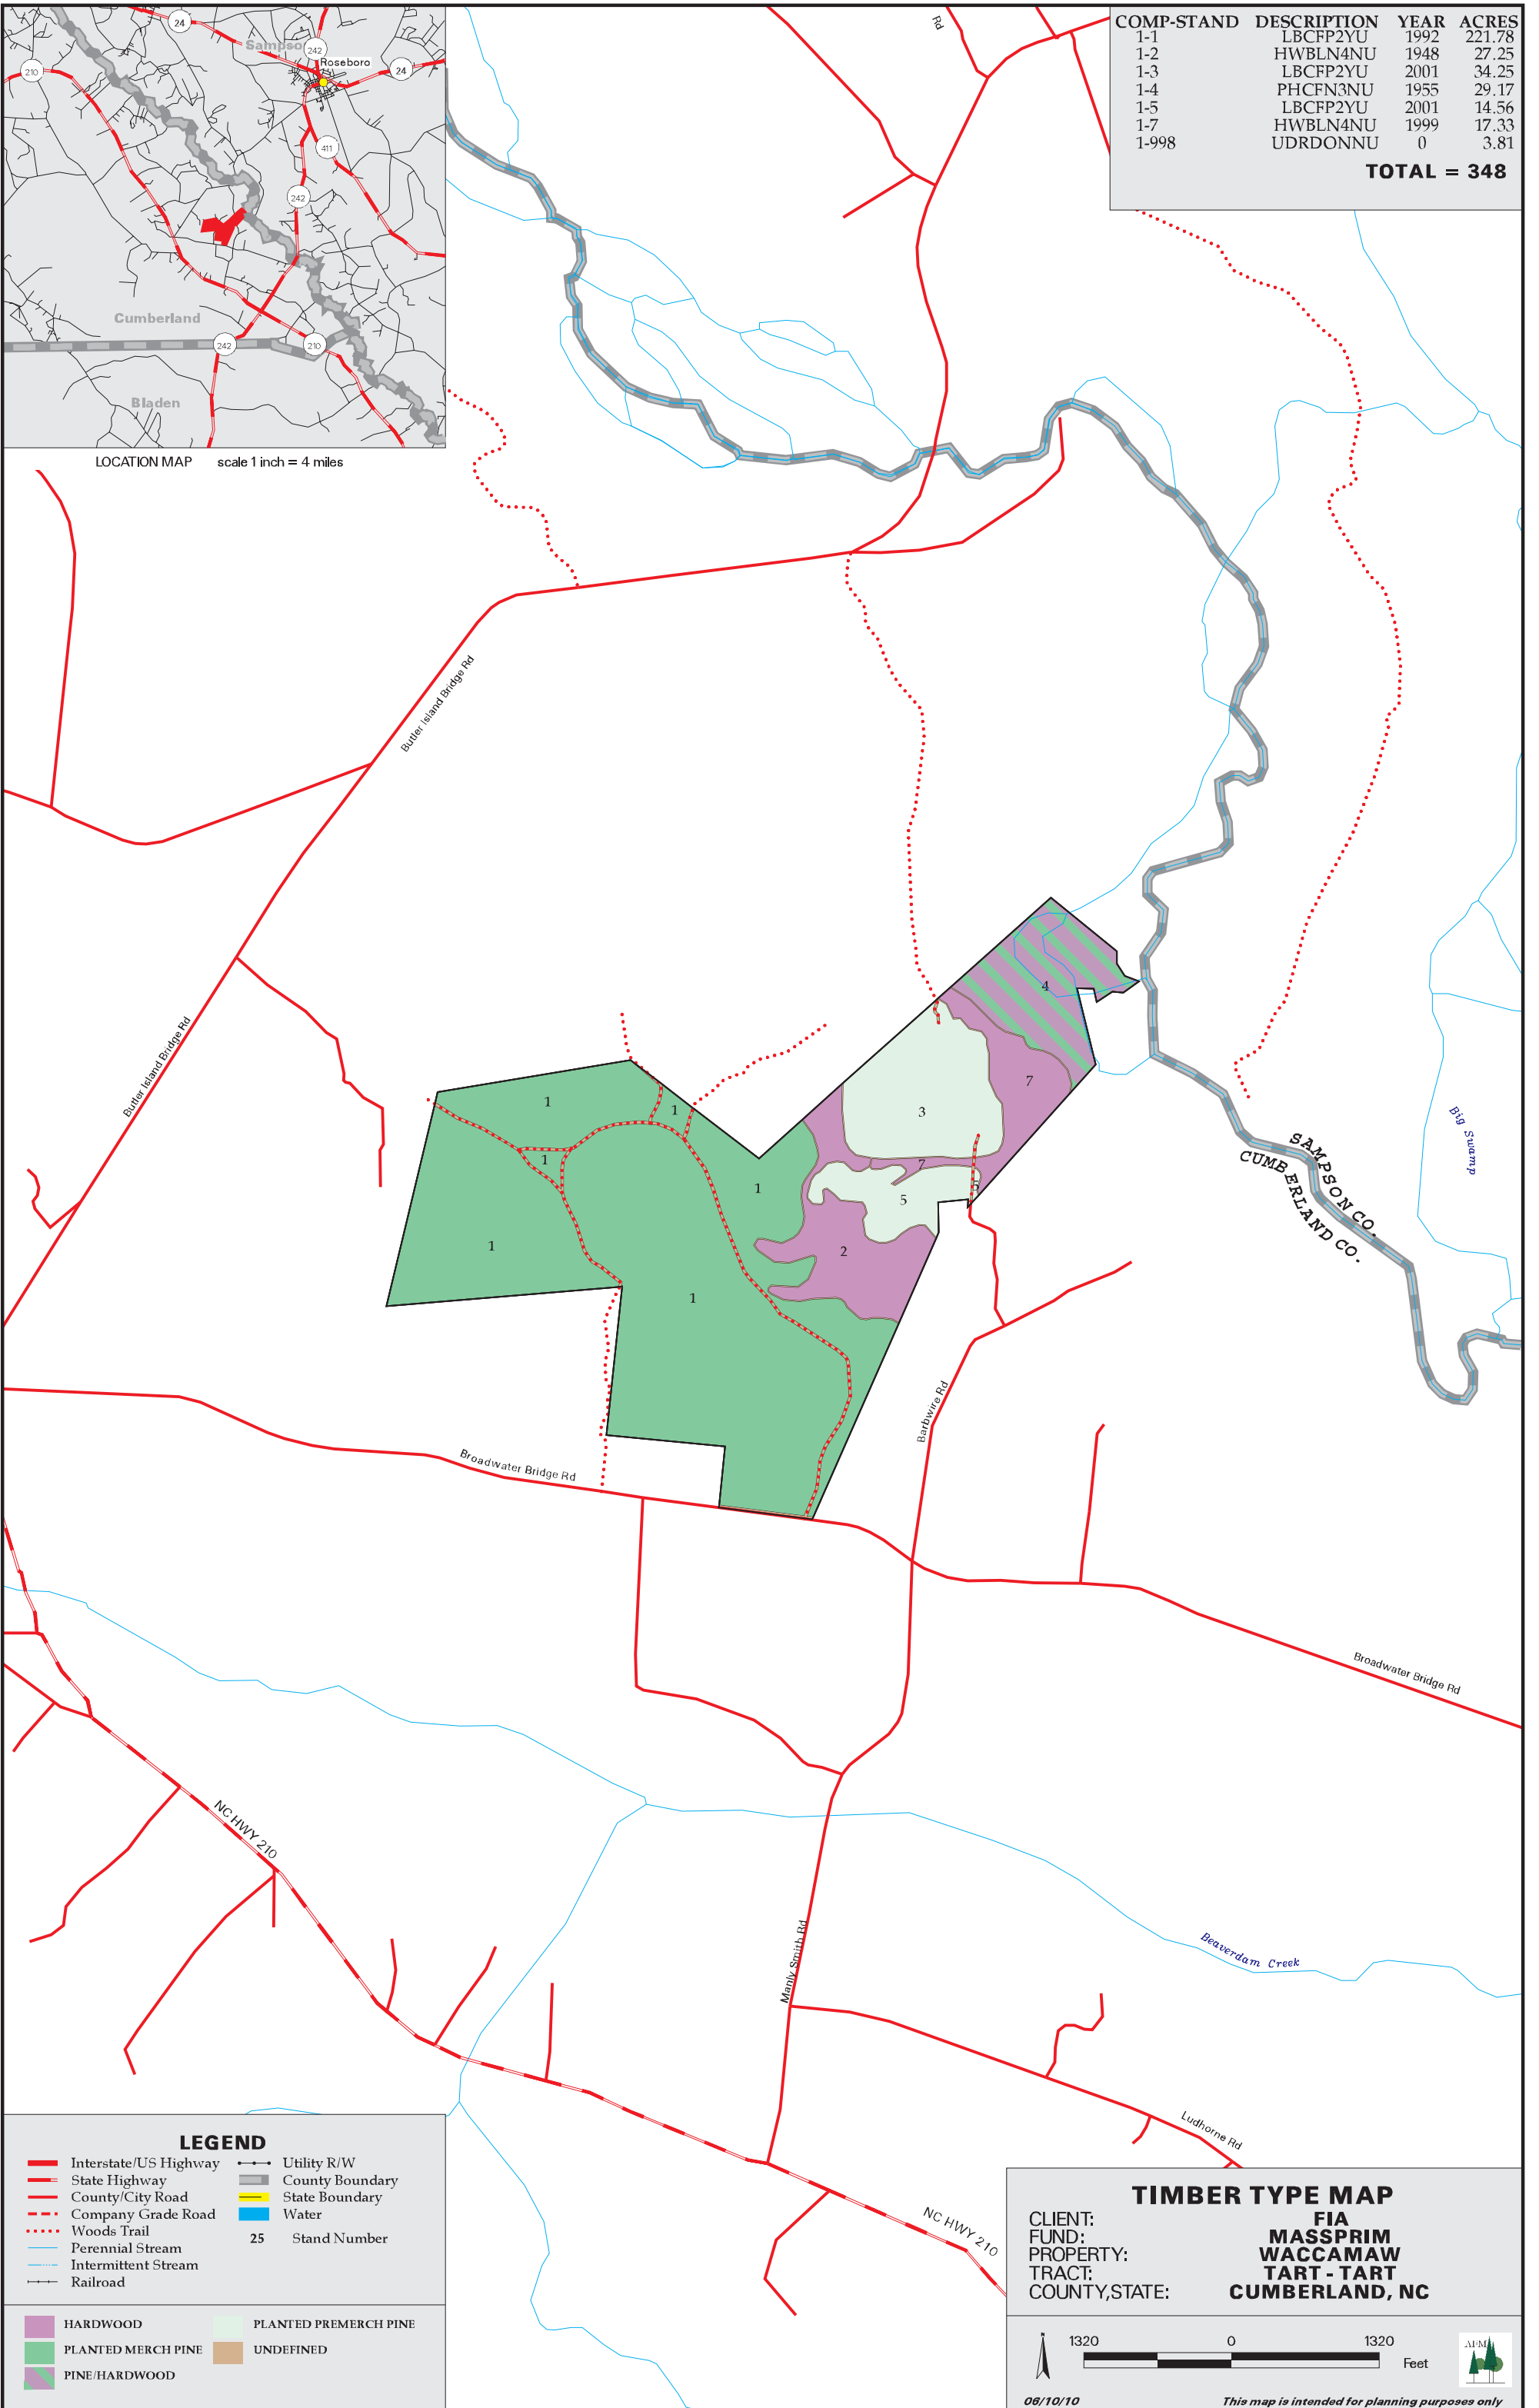 24
Sampso
242
Roseboro
24
210
411
242
Cumberland
242
210
Bladen
LOCATION MAP scale 1 inch = 4 miles
Rd
COMP-STAND DESCRIPTION YEAR ACRES
1-1 LBCFP2YU 1992 221.78
1-2 HWBLN4NU 1948 27.25
1-3 LBCFP2YU 2001 34.25
1-4 PHCFN3NU 1955 29.17
1-5 LBCFP2YU 2001 14.56
1-7 HWBLN4NU 1999 17.33
1-998 UDRDONNU 0 3.81
TOTAL = 348
Butler Island Bridge Rd
Butler Island Bridge Rd
4
7
3
1
1
7
1
1
5
5
2
1
1
Big Swamp
SAMPSON CO.
CUMBERLAND CO.
Barbwire Rd
Broadwater Bridge Rd
Broadwater Bridge Rd
NC HWY 210
Manly Smith Rd
Beaverdam Creek
Ludhorne Rd
NC HWY 210
LEGEND
Interstate/US Highway
State Highway
County/City Road
Company Grade Road
Woods Trail
Perennial Stream
Intermittent Stream
Railroad
Utility R/W
County Boundary
State Boundary
Water
25 Stand Number
HARDWOOD
PLANTED MERCH PINE
PINE/HARDWOOD
PLANTED PREMERCH PINE
UNDEFINED
TIMBER TYPE MAP
CLIENT: FIA
FUND: MASSPRIM
PROPERTY: WACCAMAW
TRACT: TART - TART
COUNTY,STATE: CUMBERLAND, NC
N
1320 0 1320
Feet
AFM
06/10/10
This map is intended for planning purposes only